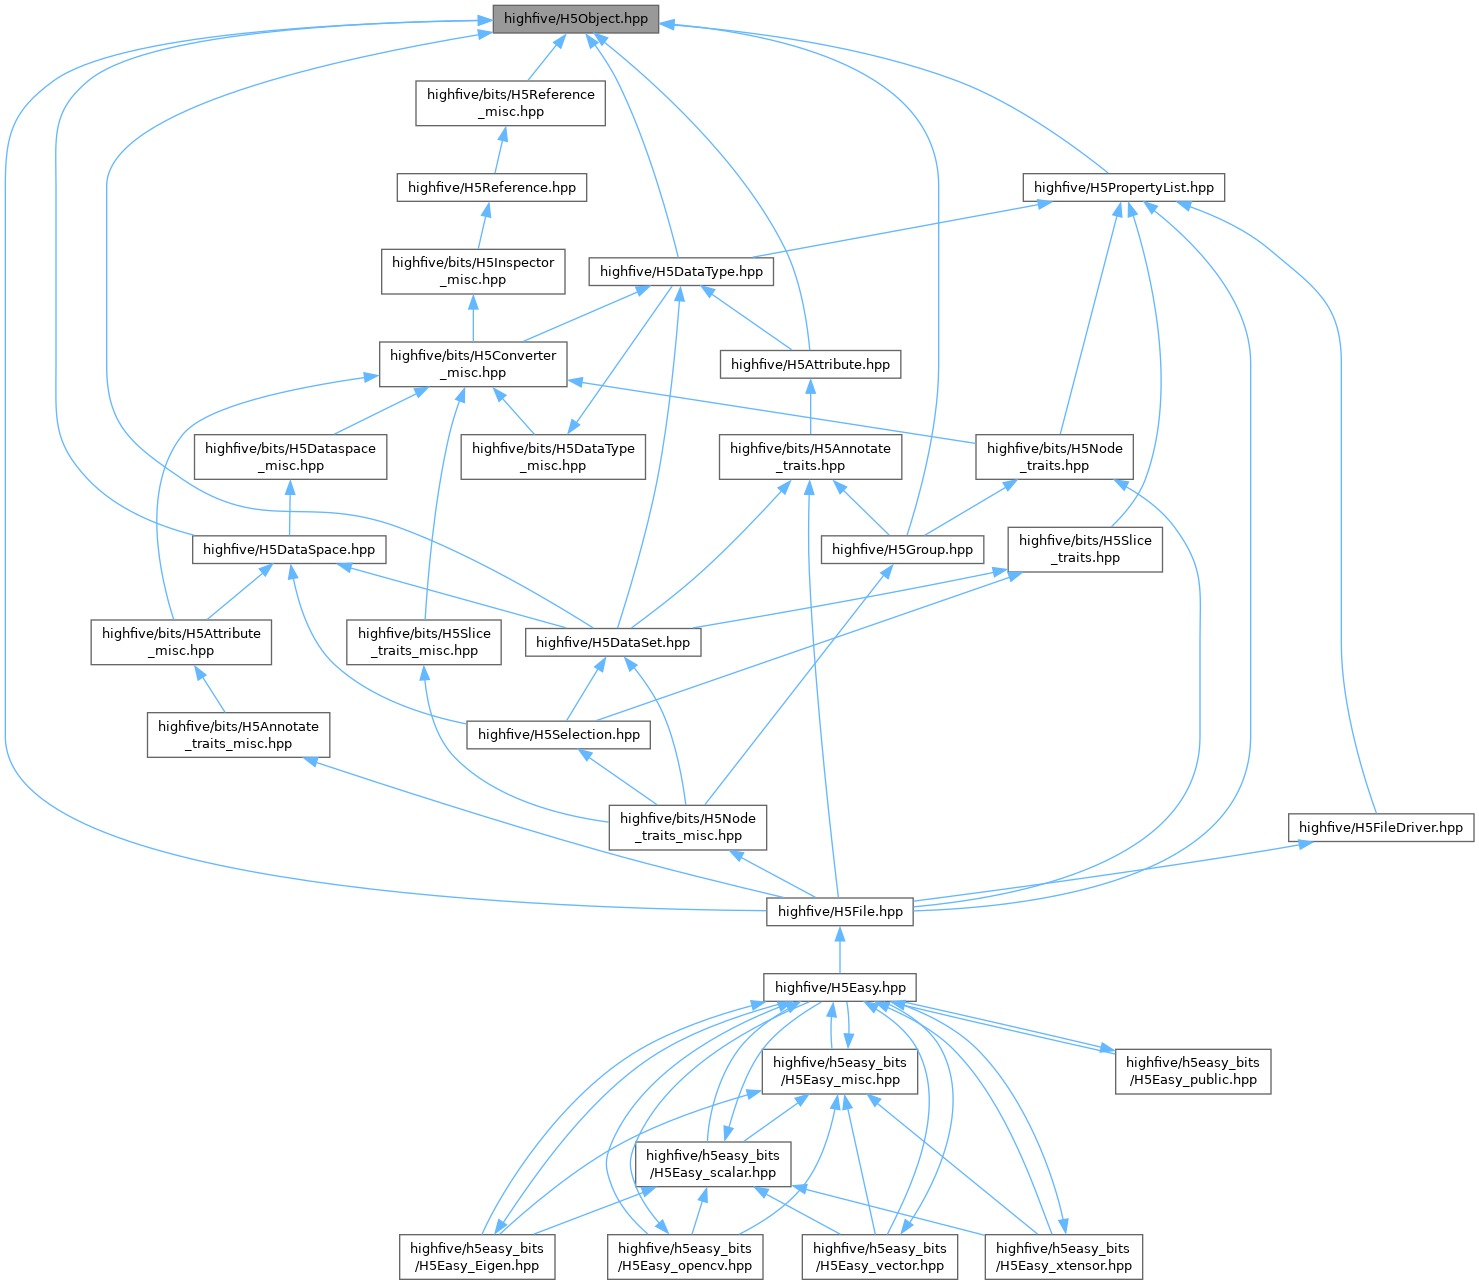 highfive/H5Object.hpp
highfive/bits/H5Reference
_misc.hpp
highfive/H5Reference.hpp
highfive/H5PropertyList.hpp
highfive/bits/H5Inspector
_misc.hpp
highfive/H5DataType.hpp
highfive/bits/H5Converter
_misc.hpp
highfive/H5Attribute.hpp
highfive/bits/H5Dataspace
_misc.hpp
highfive/bits/H5DataType
_misc.hpp
highfive/bits/H5Annotate
_traits.hpp
highfive/bits/H5Node
_traits.hpp
highfive/H5DataSpace.hpp
highfive/H5Group.hpp
highfive/bits/H5Slice
_traits.hpp
highfive/bits/H5Attribute
_misc.hpp
highfive/bits/H5Slice
_traits_misc.hpp
highfive/H5DataSet.hpp
highfive/bits/H5Annotate
_traits_misc.hpp
highfive/H5Selection.hpp
highfive/bits/H5Node
_traits_misc.hpp
highfive/H5FileDriver.hpp
highfive/H5File.hpp
highfive/H5Easy.hpp
highfive/h5easy_bits
/H5Easy_misc.hpp
highfive/h5easy_bits
/H5Easy_public.hpp
highfive/h5easy_bits
/H5Easy_scalar.hpp
highfive/h5easy_bits
/H5Easy_Eigen.hpp
highfive/h5easy_bits
/H5Easy_opencv.hpp
highfive/h5easy_bits
/H5Easy_vector.hpp
highfive/h5easy_bits
/H5Easy_xtensor.hpp